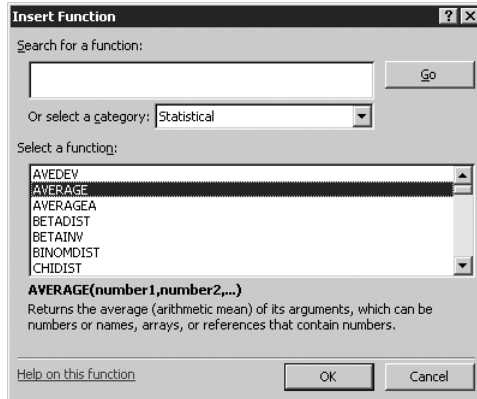 Insert Function
Search for a function:
Go
Or select a category: Statistical
Select a function:
AVEDEV
AVERAGE
AVERAGEA
BETADIST
BETAINV
BINOMDIST
CHIDIST
AVERAGE(number1,number2,...)
Returns the average (arithmetic mean) of its arguments, which can be
numbers or names, arrays, or references that contain numbers.
Help on this function
OK
Cancel